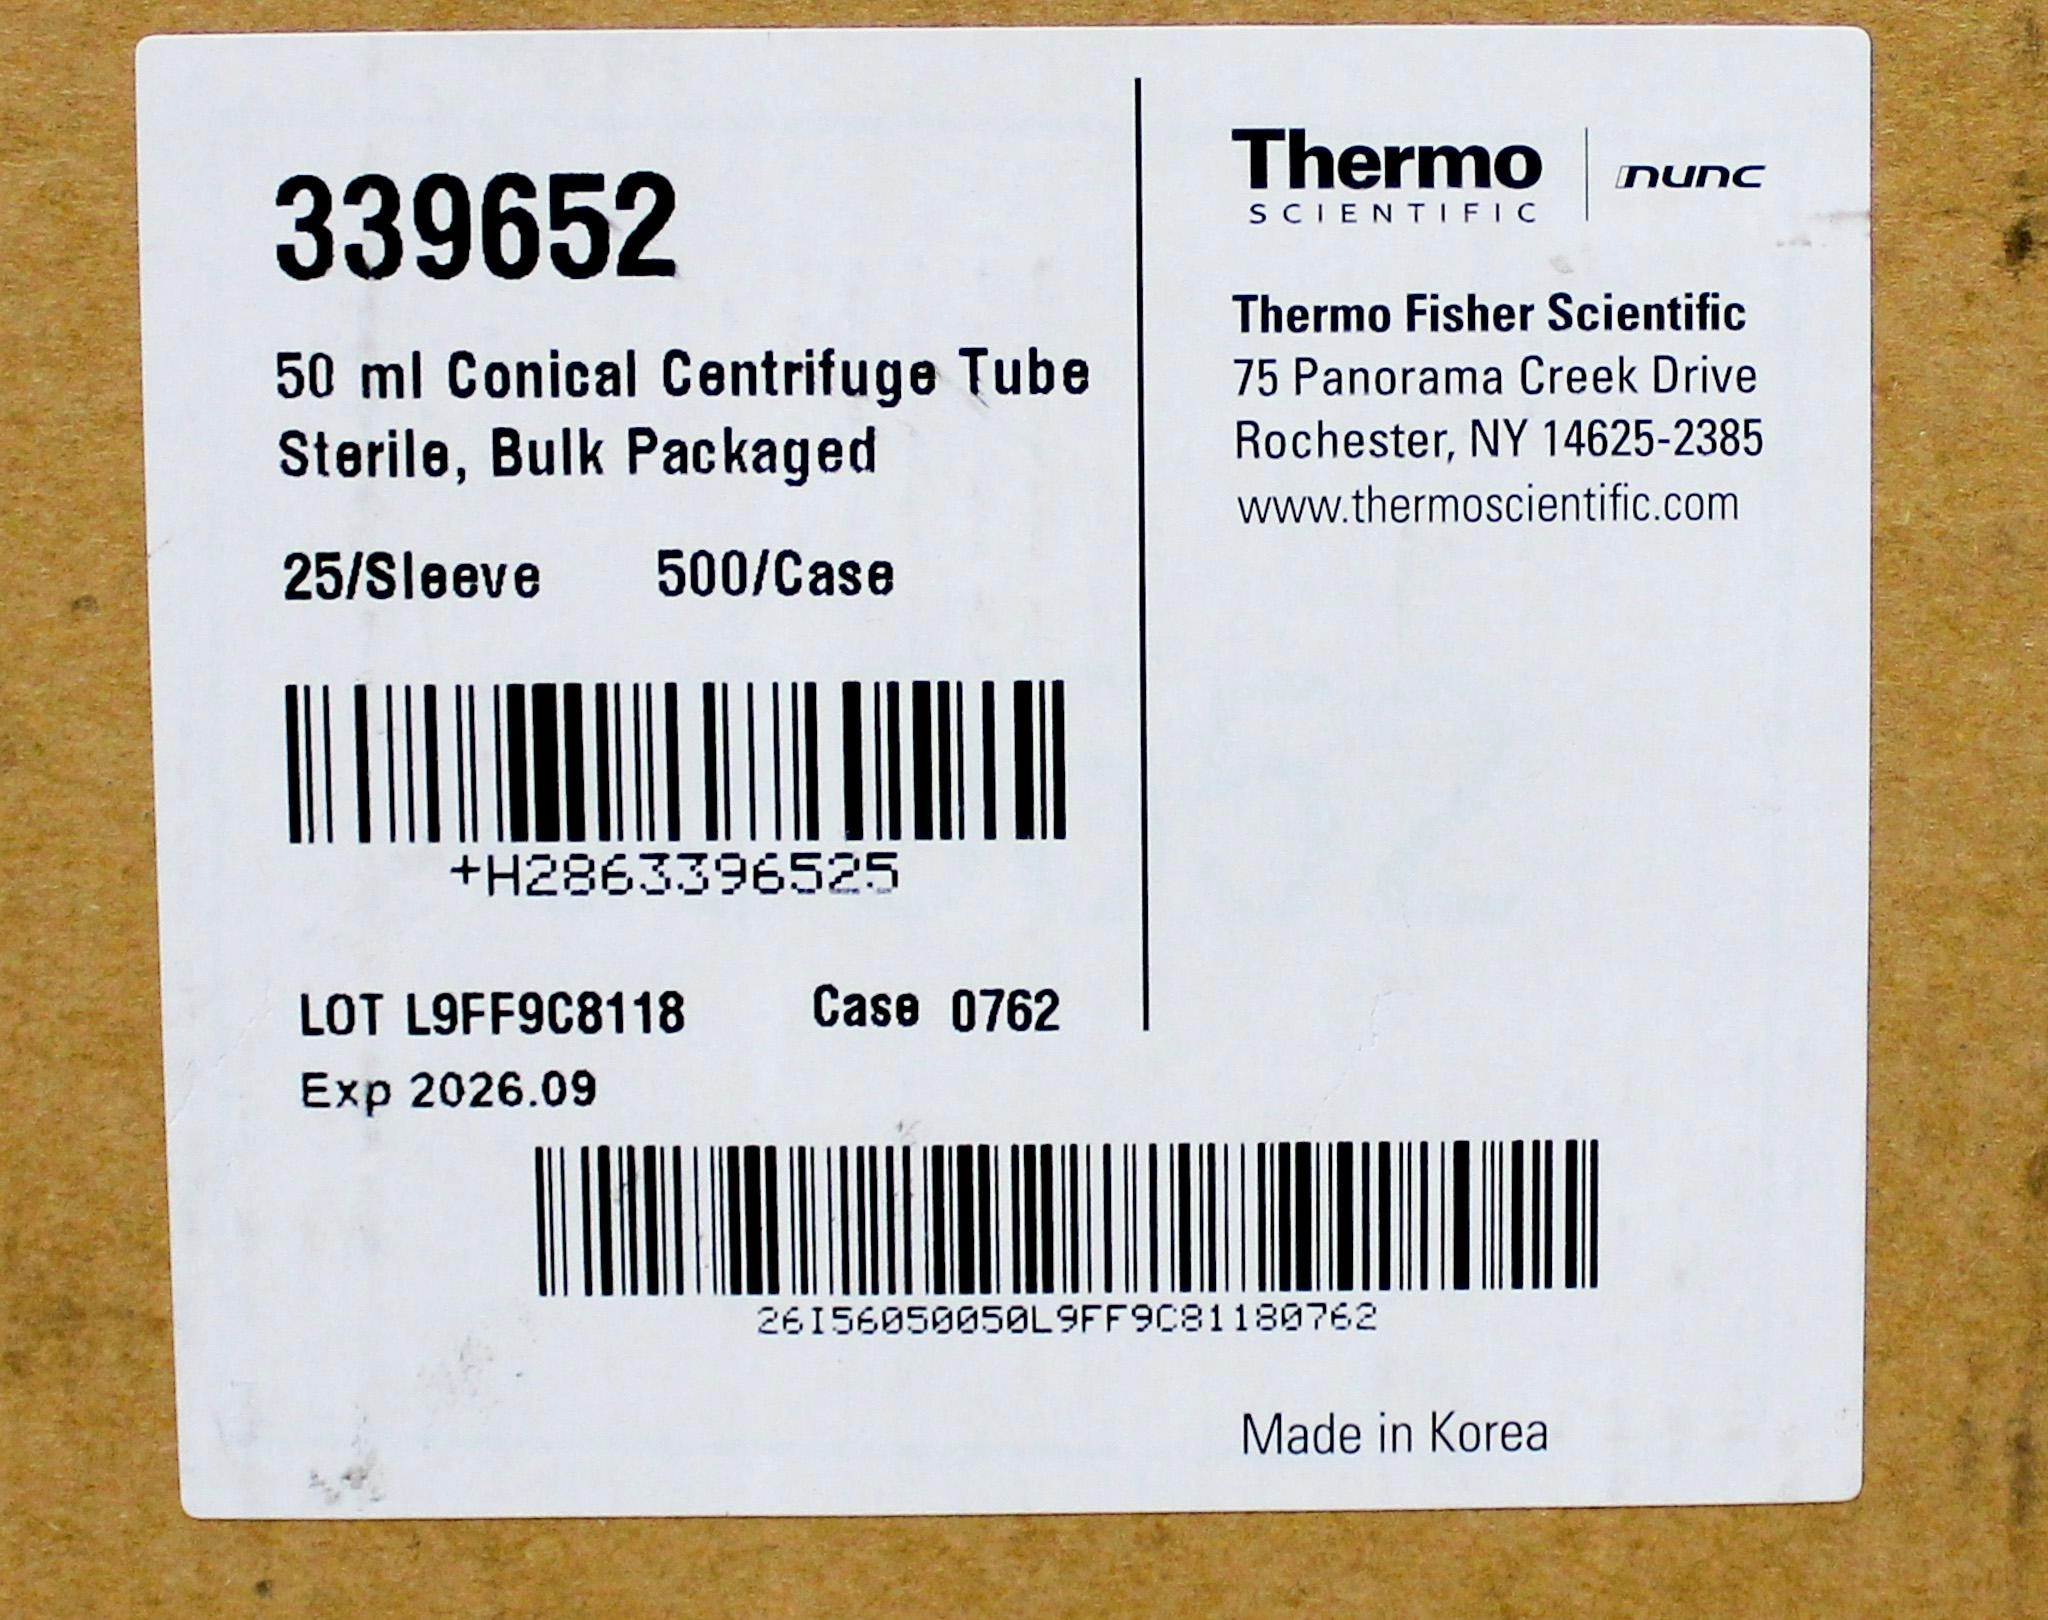 339652
50 ml Conical Centrifuge Tube
Sterile, Bulk Packaged
25/Sleeve 500/Case
+H2863396525
LOT L9FF9C8118 Case 0762
Exp 2026.09
Thermo
SCIENTIFIC
nunc
Thermo Fisher Scientific
75 Panorama Creek Drive
Rochester, NY 14625-2385
www.thermoscientific.com
26I56050050L9FF9C81180762
Made in Korea